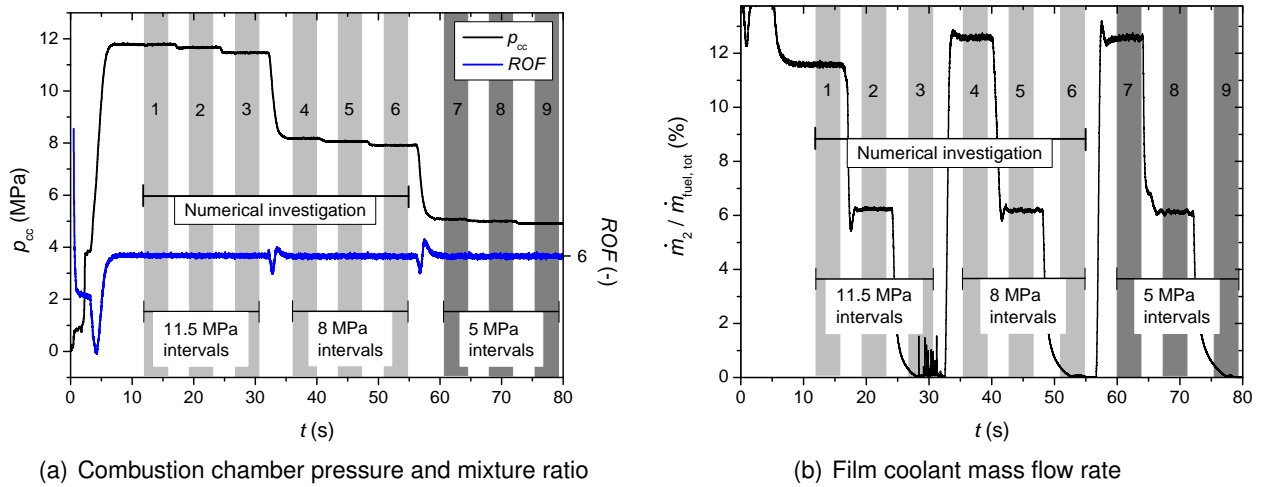 12
10
8
6
4
2
0
p_cc (MPa)
p_cc
ROF
1 2 3 4 5 6 7 8 9
Numerical investigation
11.5 MPa intervals
8 MPa intervals
5 MPa intervals
6
ROF (-)
0 10 20 30 40 50 60 70 80
t (s)
(a) Combustion chamber pressure and mixture ratio
12
10
8
6
4
2
0
ṁ_2 / ṁ_fuel, tot (%)
1 2 3 4 5 6 7 8 9
Numerical investigation
11.5 MPa intervals
8 MPa intervals
5 MPa intervals
0 10 20 30 40 50 60 70 80
t (s)
(b) Film coolant mass flow rate